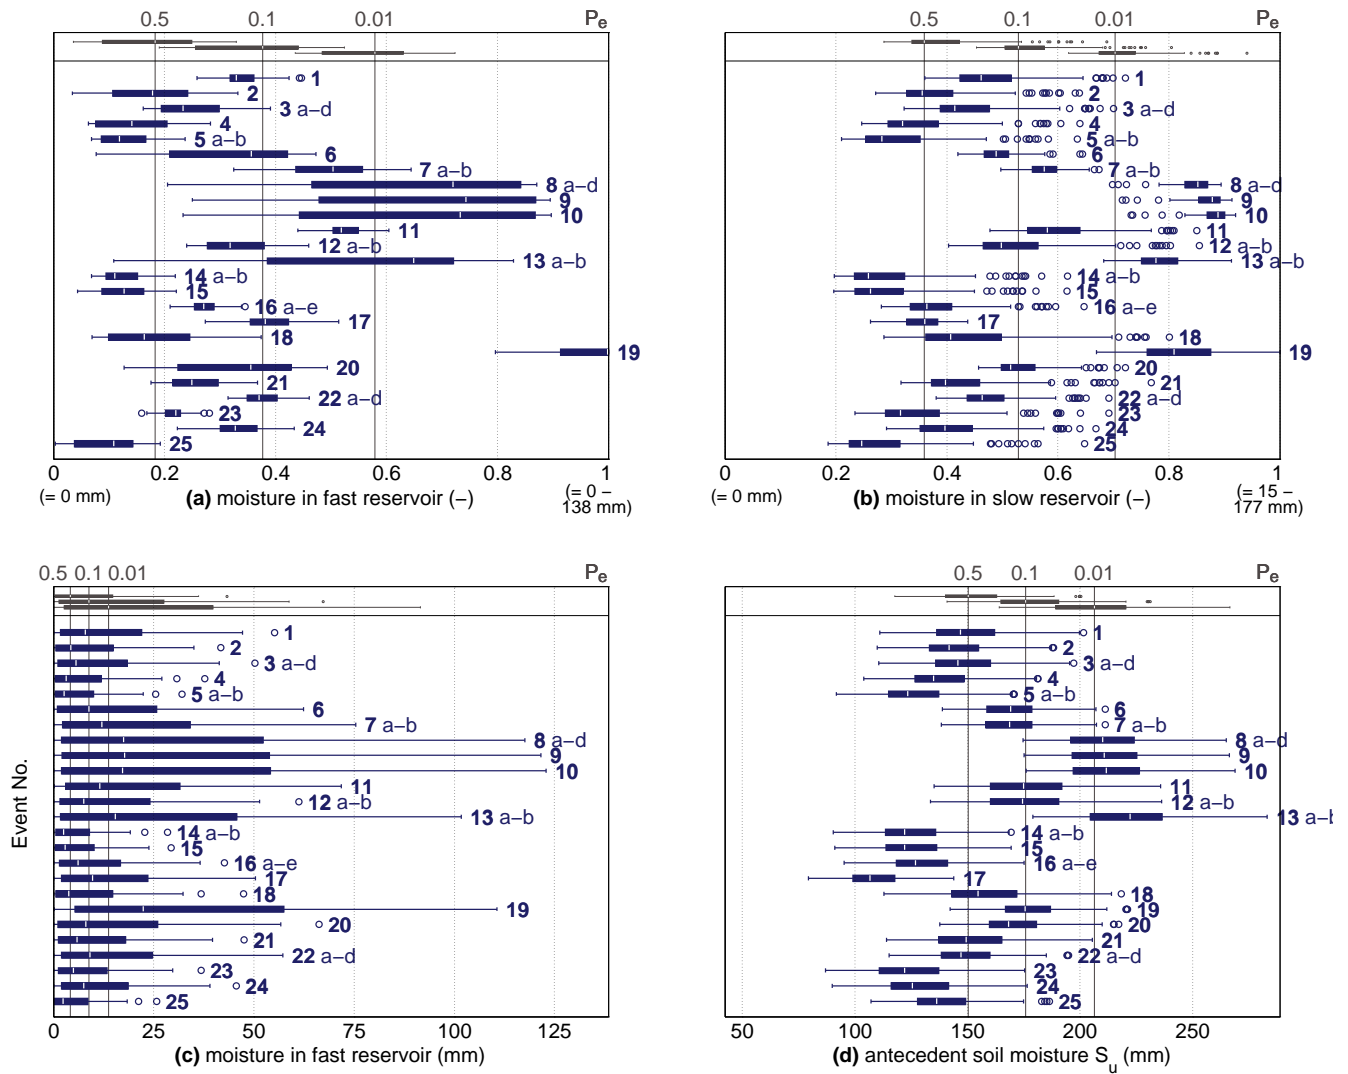 0.5 0.1 0.01 Pe
1
2
3 a–d
4
5 a–b
6
7 a–b
8 a–d
9
10
11
12 a–b
13 a–b
14 a–b
15
16 a–e
17
18
19
20
21
22 a–d
23
24
25
0 0.2 0.4 0.6 0.8 1
(= 0 mm) (a) moisture in fast reservoir (–) (= 0 –
138 mm)
0.5 0.1 0.01 Pe
1
2
3 a–d
4
5 a–b
6
7 a–b
8 a–d
9
10
11
12 a–b
13 a–b
14 a–b
15
16 a–e
17
18
19
20
21
22 a–d
23
24
25
0 0.2 0.4 0.6 0.8 1
(= 0 mm) (b) moisture in slow reservoir (–) (= 15 –
177 mm)
0.5 0.1 0.01 Pe
Event No.
1
2
3 a–d
4
5 a–b
6
7 a–b
8 a–d
9
10
11
12 a–b
13 a–b
14 a–b
15
16 a–e
17
18
19
20
21
22 a–d
23
24
25
0 25 50 75 100 125
(c) moisture in fast reservoir (mm)
0.5 0.1 0.01 Pe
1
2
3 a–d
4
5 a–b
6
7 a–b
8 a–d
9
10
11
12 a–b
13 a–b
14 a–b
15
16 a–e
17
18
19
20
21
22 a–d
23
24
25
50 100 150 200 250
(d) antecedent soil moisture Su (mm)